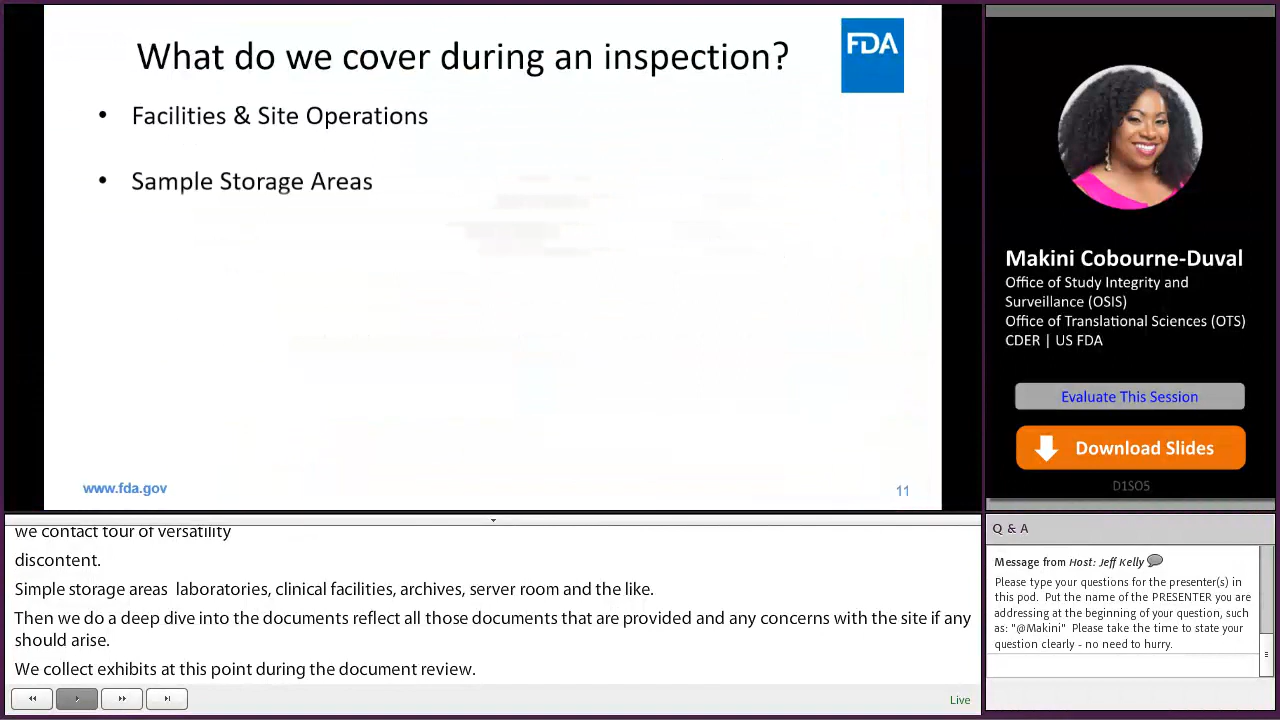 What do we cover during an inspection?
FDA
• Facilities & Site Operations
• Sample Storage Areas
www.fda.gov
11
Makini Cobourne-Duval
Office of Study Integrity and
Surveillance (OSIS)
Office of Translational Sciences (OTS)
CDER | US FDA
Evaluate This Session
Download Slides
D1SO5
we contact tour of versatility
discontent.
Simple storage areas  laboratories, clinical facilities, archives, server room and the like.
Then we do a deep dive into the documents reflect all those documents that are provided and any concerns with the site if any
should arise.
We collect exhibits at this point during the document review.
Live
Q & A
Message from Host: Jeff Kelly
Please type your questions for the presenter(s) in
this pod.  Put the name of the PRESENTER you are
addressing at the beginning of your question, such
as: "@Makini"  Please take the time to state your
question clearly - no need to hurry.